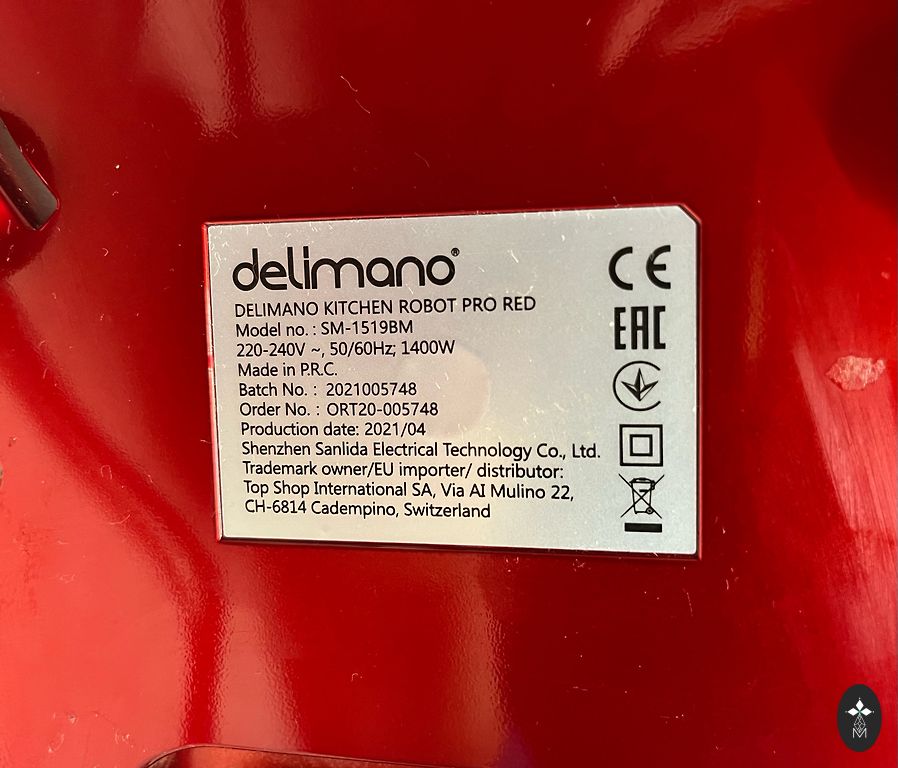 delimano®
DELIMANO KITCHEN ROBOT PRO RED
Model no. : SM-1519BM
220-240V ~, 50/60Hz; 1400W
Made in P.R.C.
Batch No. : 2021005748
Order No. : ORT20-005748
Production date: 2021/04
Shenzhen Sanlida Electrical Technology Co., Ltd.
Trademark owner/EU importer/ distributor:
Top Shop International SA, Via AI Mulino 22,
CH-6814 Cadempino, Switzerland
CE
EAC
M